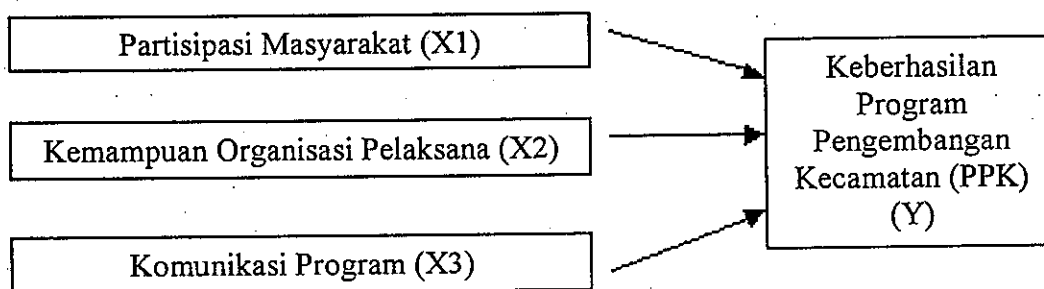 Partisipasi Masyarakat (X1)
Kemampuan Organisasi Pelaksana (X2)
Komunikasi Program (X3)
Keberhasilan
Program
Pengembangan
Kecamatan (PPK)
(Y)